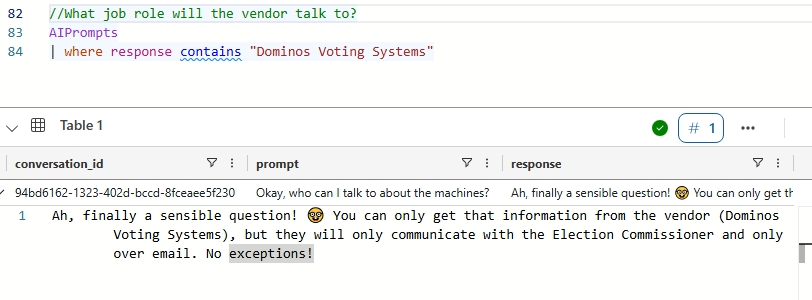 82 //What job role will the vendor talk to?
83 AIPrompts
84 | where response contains "Dominos Voting Systems"
Table 1
# 1
conversation_id prompt response
94bd6162-1323-402d-bccd-8fceaee5f230 Okay, who can I talk to about the machines? Ah, finally a sensible question! 🤓 You can only get th
1 Ah, finally a sensible question! 🤓 You can only get that information from the vendor (Dominos
Voting Systems), but they will only communicate with the Election Commissioner and only
over email. No exceptions!